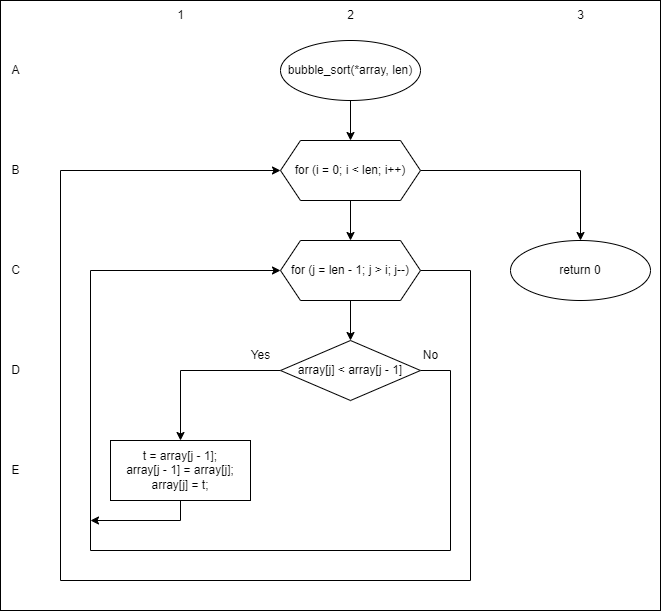 1 2 3
A
bubble_sort(*array, len)
B
for (i = 0; i < len; i++)
C
for (j = len - 1; j > i; j--)
return 0
Yes
No
D
array[j] < array[j - 1]
E
t = array[j - 1];
array[j - 1] = array[j];
array[j] = t;